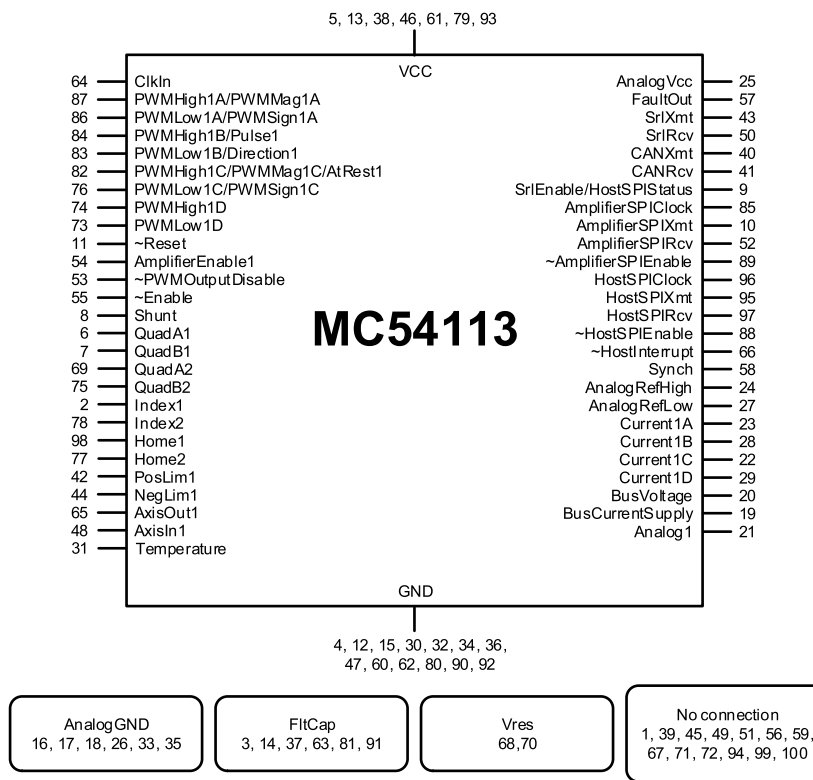 5, 13, 38, 46, 61, 79, 93
VCC
64 ClkIn
87 PWMHigh1A/PWMMag1A
86 PWMLow1A/PWMSign1A
84 PWMHigh1B/Pulse1
83 PWMLow1B/Direction1
82 PWMHigh1C/PWMMag1C/AtRest1
76 PWMLow1C/PWMSign1C
74 PWMHigh1D
73 PWMLow1D
11 ~Reset
54 AmplifierEnable1
53 ~PWMOutputDisable
55 ~Enable
8 Shunt
6 QuadA1
7 QuadB1
69 QuadA2
75 QuadB2
2 Index1
78 Index2
98 Home1
77 Home2
42 PosLim1
44 NegLim1
65 AxisOut1
48 AxisIn1
31 Temperature
MC54113
AnalogVcc 25
FaultOut 57
SrlXmt 43
SrlRcv 50
CANXmt 40
CANRcv 41
SrlEnable/HostSPIStatus 9
AmplifierSPIClock 85
AmplifierSPIXmt 10
AmplifierSPIRcv 52
~AmplifierSPIEnable 89
HostSPIClock 96
HostSPIXmt 95
HostSPIRcv 97
~HostSPIEnable 88
~HostInterrupt 66
Synch 58
AnalogRefHigh 24
AnalogRefLow 27
Current1A 23
Current1B 28
Current1C 22
Current1D 29
BusVoltage 20
BusCurrentSupply 19
Analog1 21
GND
4, 12, 15, 30, 32, 34, 36,
47, 60, 62, 80, 90, 92
AnalogGND
16, 17, 18, 26, 33, 35
FltCap
3, 14, 37, 63, 81, 91
Vres
68,70
No connection
1, 39, 45, 49, 51, 56, 59,
67, 71, 72, 94, 99, 100